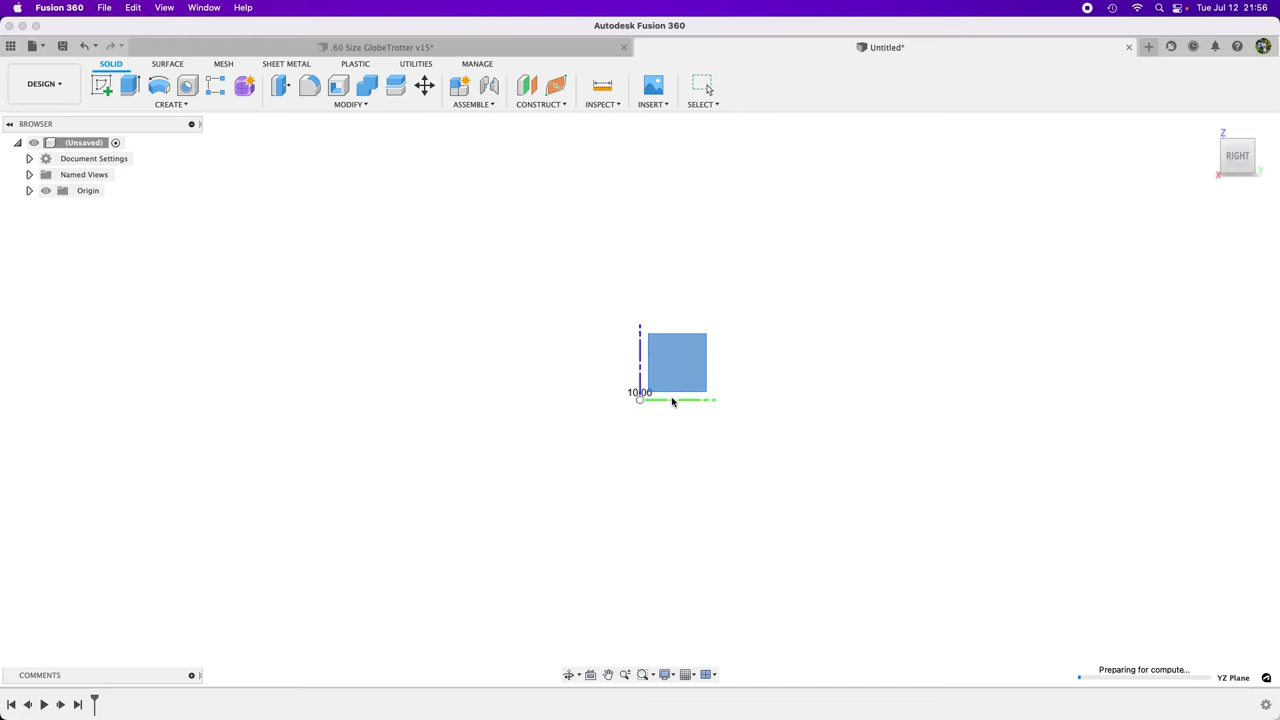 Fusion 360 File Edit View Window Help Tue Jul 12 21:56
Autodesk Fusion 360
.60 Size GlobeTrotter v15* Untitled*
SOLID SURFACE MESH SHEET METAL PLASTIC UTILITIES MANAGE
DESIGN
CREATE MODIFY ASSEMBLE CONSTRUCT INSPECT INSERT SELECT
BROWSER
(Unsaved)
Document Settings
Named Views
Origin
Z
RIGHT
X Y
10.00
COMMENTS
Preparing for compute...
YZ Plane